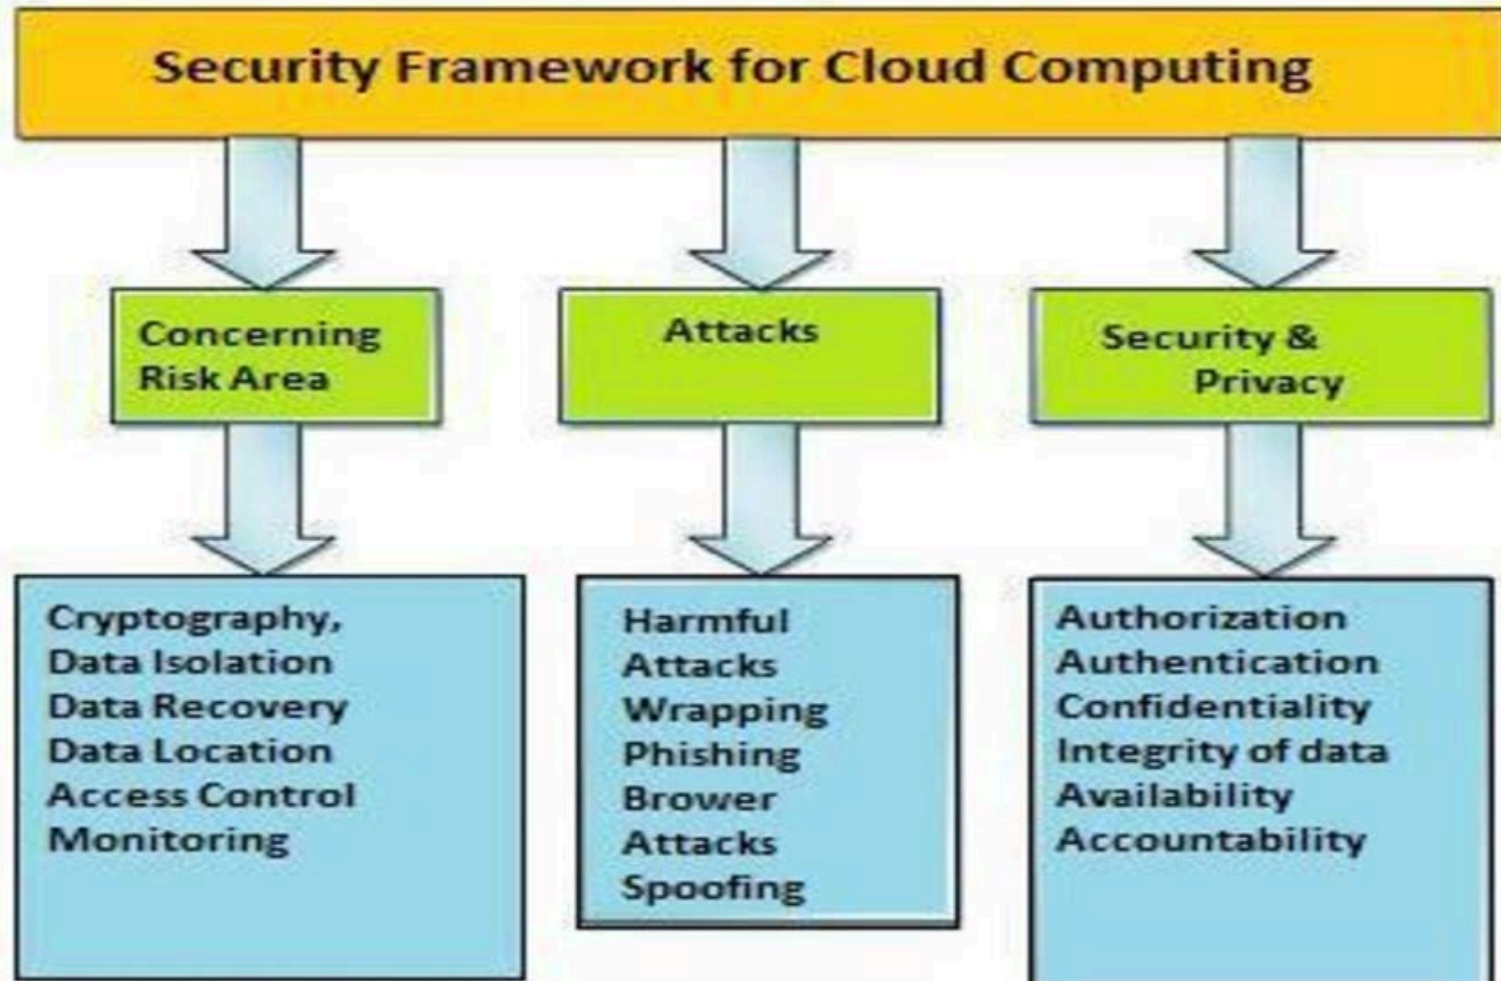 Security Framework for Cloud Computing
Concerning
Risk Area
Attacks
Security &
Privacy
Cryptography,
Data Isolation
Data Recovery
Data Location
Access Control
Monitoring
Harmful
Attacks
Wrapping
Phishing
Brower
Attacks
Spoofing
Authorization
Authentication
Confidentiality
Integrity of data
Availability
Accountability